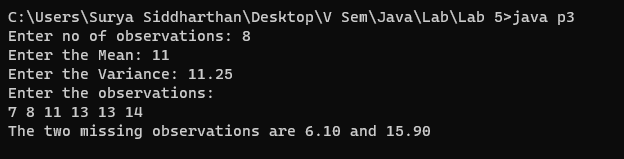 C:\Users\Surya Siddharthan\Desktop\V Sem\Java\Lab\Lab 5>java p3
Enter no of observations: 8
Enter the Mean: 11
Enter the Variance: 11.25
Enter the observations:
7 8 11 13 13 14
The two missing observations are 6.10 and 15.90